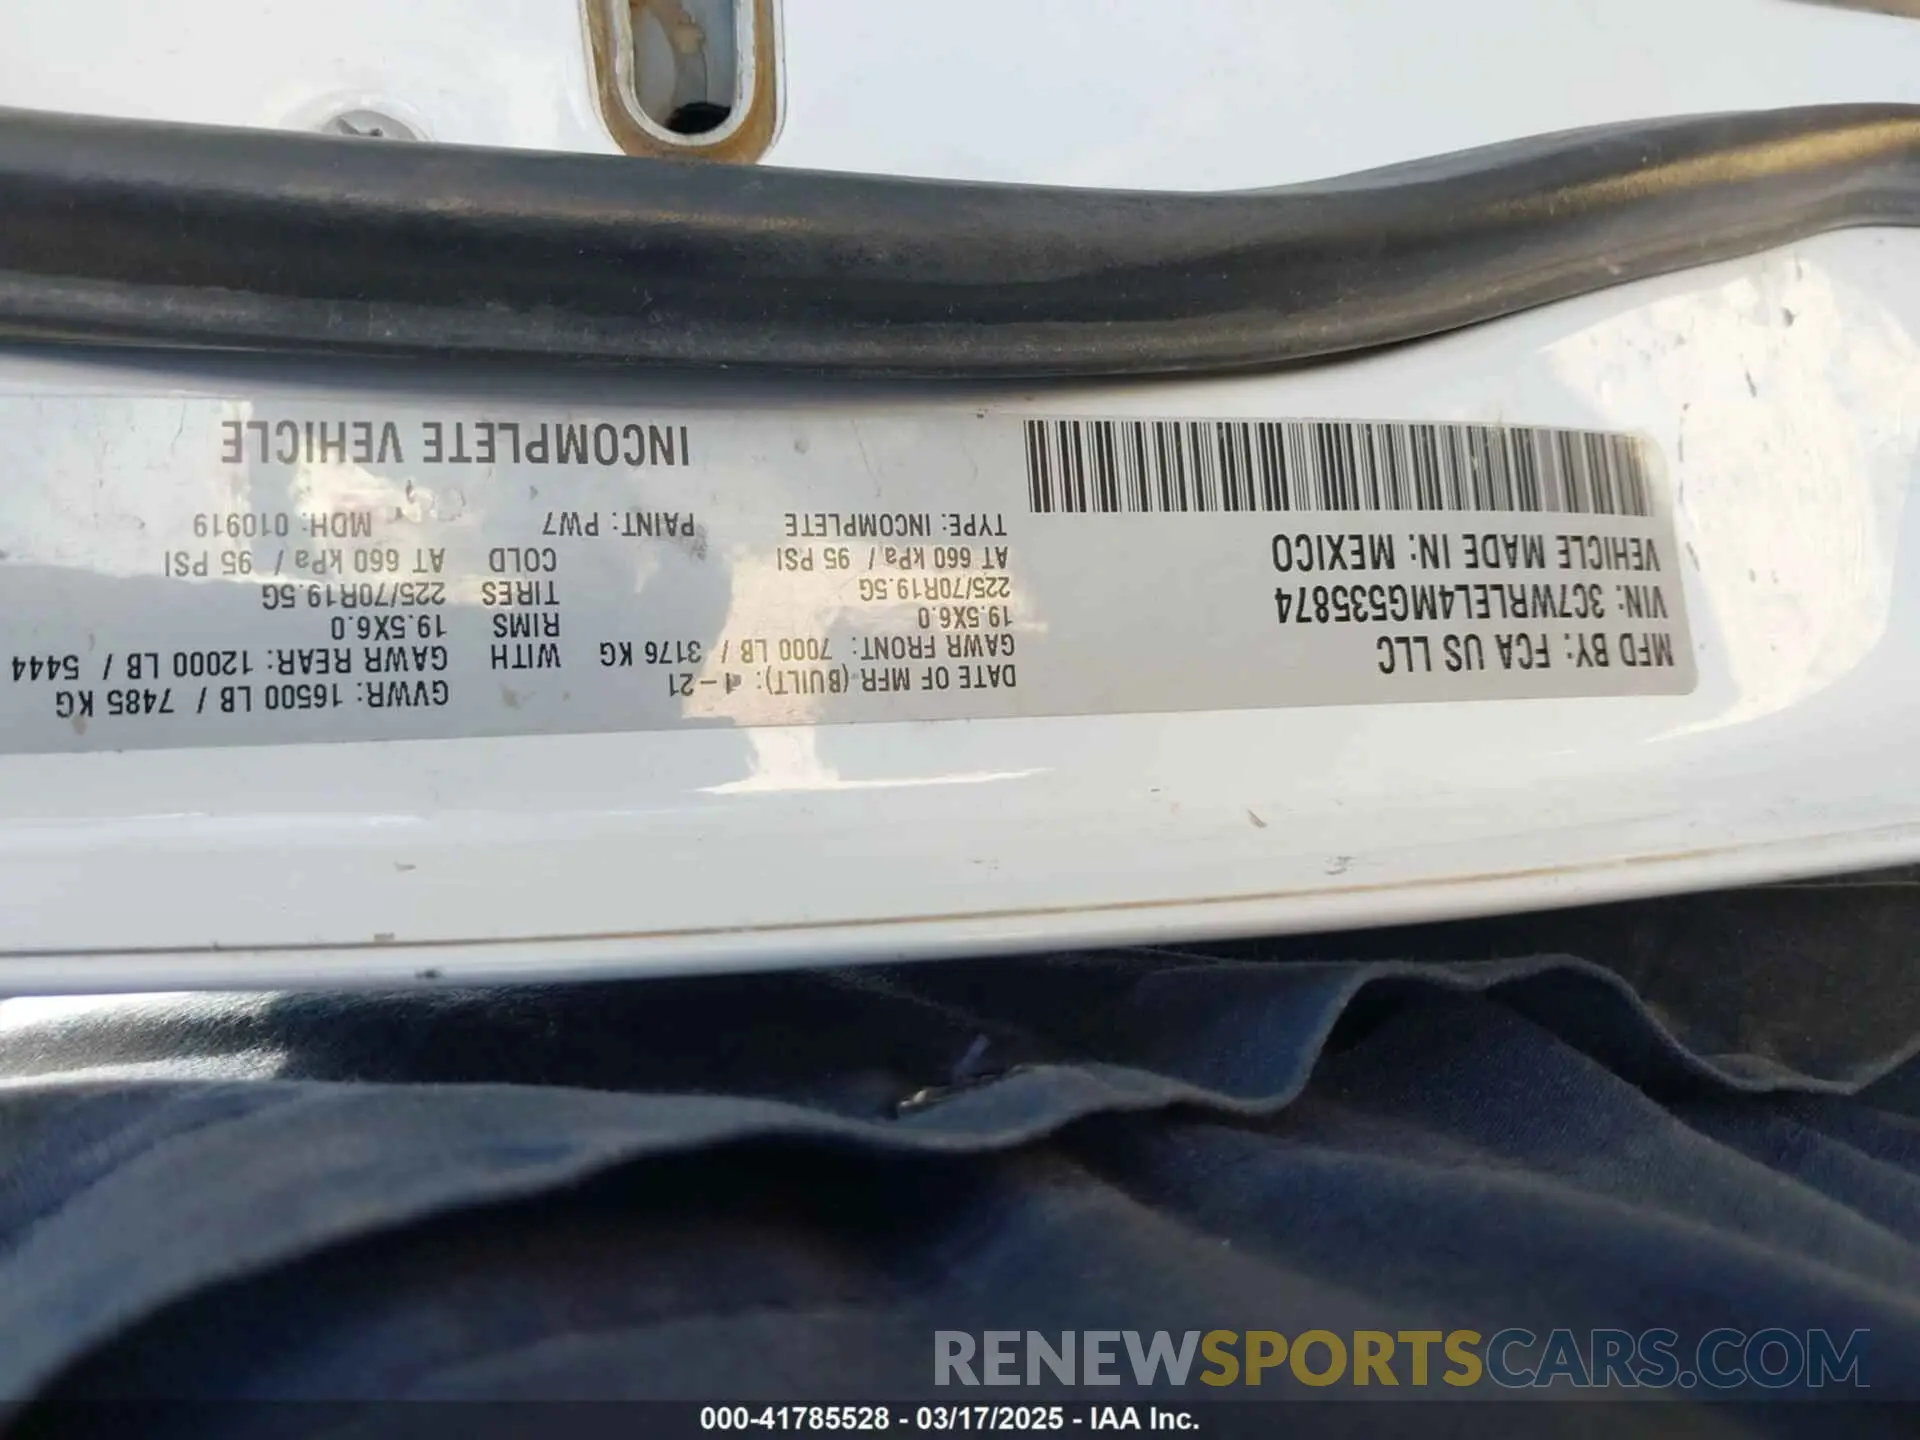 MFD BY: FCA US LLC
VIN: 3C7WRLEL4MG535874
VEHICLE MADE IN: MEXICO
DATE OF MFR (BUILT): 1-21
GAWR FRONT: 7000 LB / 3176 KG
19.5X6.0
225/70R19.5G
AT 660 kPa / 95 PSI
TYPE: INCOMPLETE
PAINT: PW7
MDH: 010919
WITH
RIMS
TIRES
COLD
GVWR: 16500 LB / 7485 KG
GAWR REAR: 12000 LB / 5444
19.5X6.0
225/70R19.5G
AT 660 kPa / 95 PSI
INCOMPLETE VEHICLE
RENEWSPORTSCARS.COM
000-41785528 - 03/17/2025 - IAA Inc.